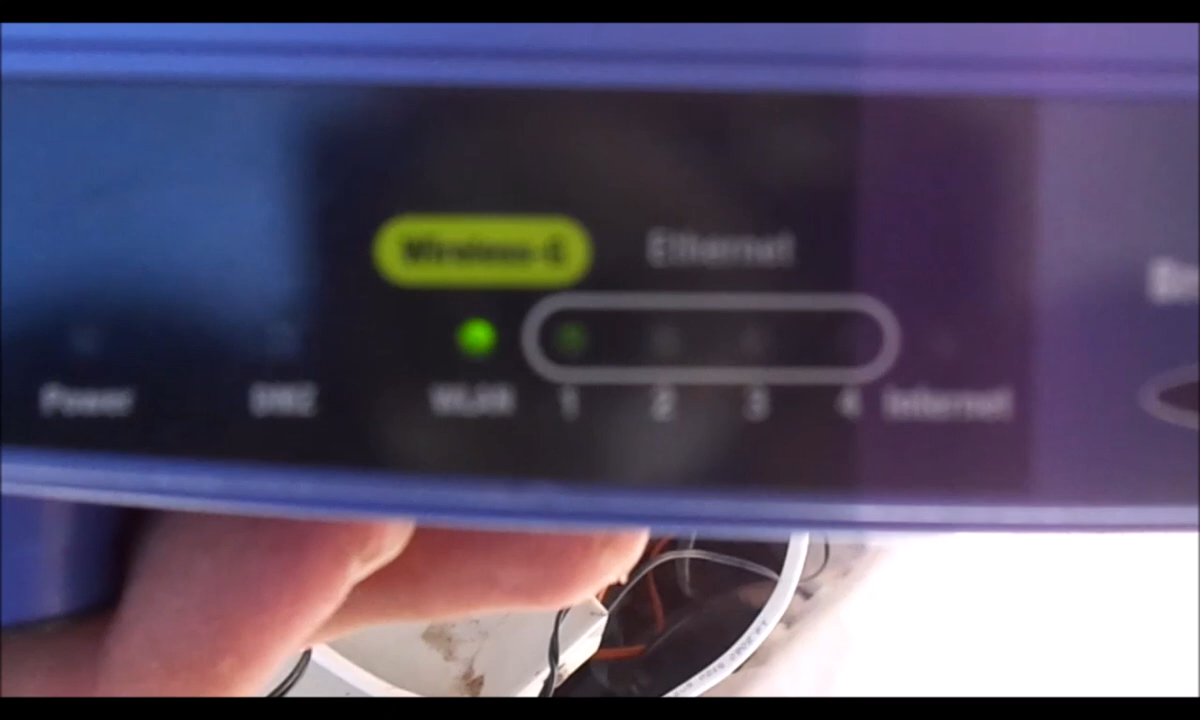 Wireless-G
Ethernet
Power
DMZ
WLAN
1
2
3
4
Internet